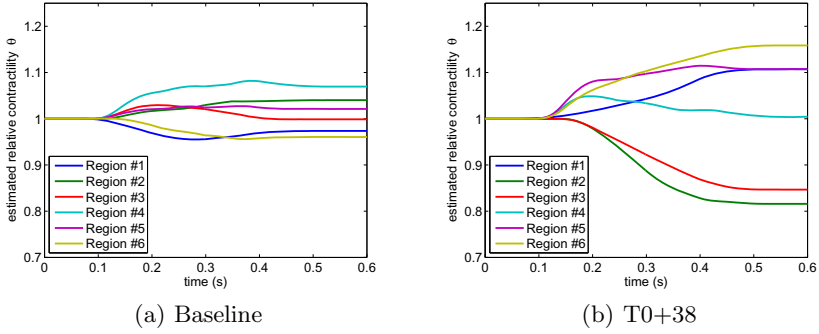 estimated relative contractility θ
1.2
1.1
1
0.9
0.8
0.7
Region #1
Region #2
Region #3
Region #4
Region #5
Region #6
0 0.1 0.2 0.3 0.4 0.5 0.6
time (s)
(a) Baseline
estimated relative contractility θ
1.2
1.1
1
0.9
0.8
0.7
Region #1
Region #2
Region #3
Region #4
Region #5
Region #6
0 0.1 0.2 0.3 0.4 0.5 0.6
time (s)
(b) T0+38